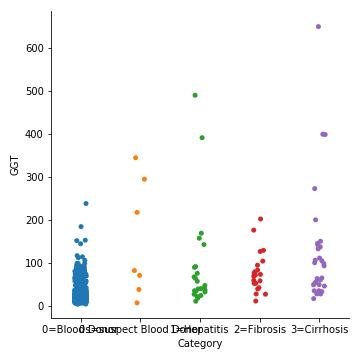 600
500
400
300
200
100
0
GGT
0=Blood Donor
0s=suspect Blood Donor
1=Hepatitis
2=Fibrosis
3=Cirrhosis
Category